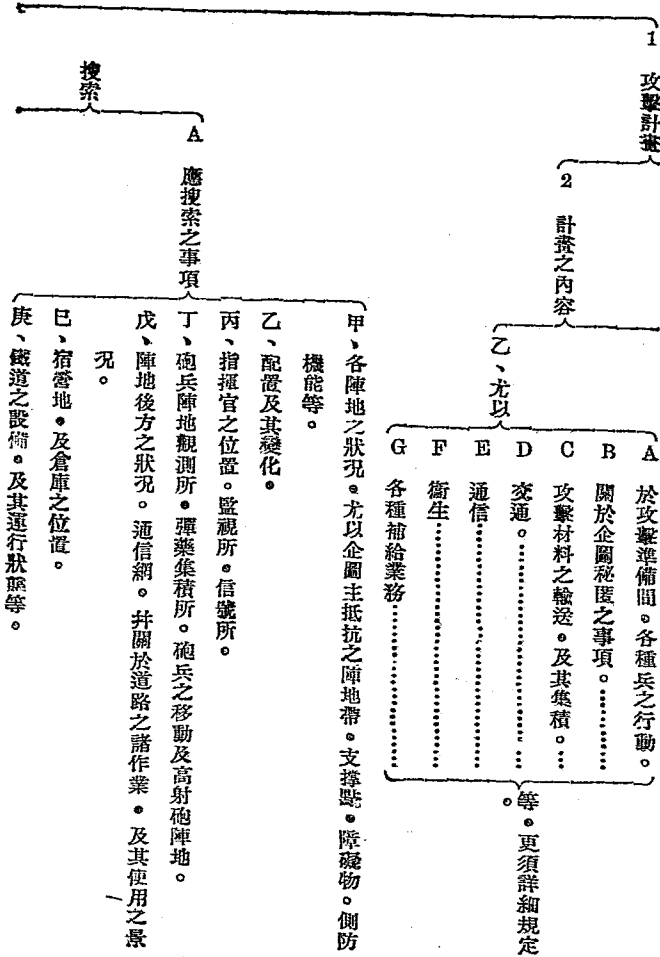 1 攻擊計畫
2 計畫之內容
乙、尤以
A 於攻擊準備間。各種兵之行動。
B 關於企圖秘匿之事項。…………
C 攻擊材料之輸送。及其集積。…
D 交通。……………………
E 通信……………………
F 衞生……………………
G 各種補給業務……………
等。更須詳細規定
。
搜索
A 應搜索之事項
甲、各陣地之狀況。尤以企圖主抵抗之陣地帶。支撑點。障礙物。側防
機能等。
乙、配置及其變化。
丙、指揮官之位置。監視所。信號所。
丁、砲兵陣地觀測所。彈藥集積所。砲兵之移動及高射砲陣地。
戊、陣地後方之狀況。通信網。幷關於道路之諸作業。及其使用之景
況。
巳、宿營地。及倉庫之位置。
庚、鐵道之設備。及其運行狀態等。